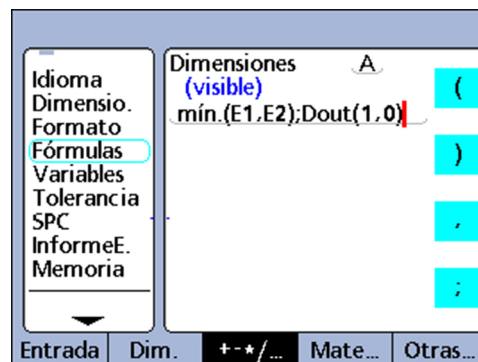 Idioma
Dimensio.
Formato
Fórmulas
Variables
Tolerancia
SPC
InformeE.
Memoria
Dimensiones A
(visible)
mín.(E1,E2);Dout(1,0)
(
)
,
;
Entrada Dim. +-*/... Mate... Otras...